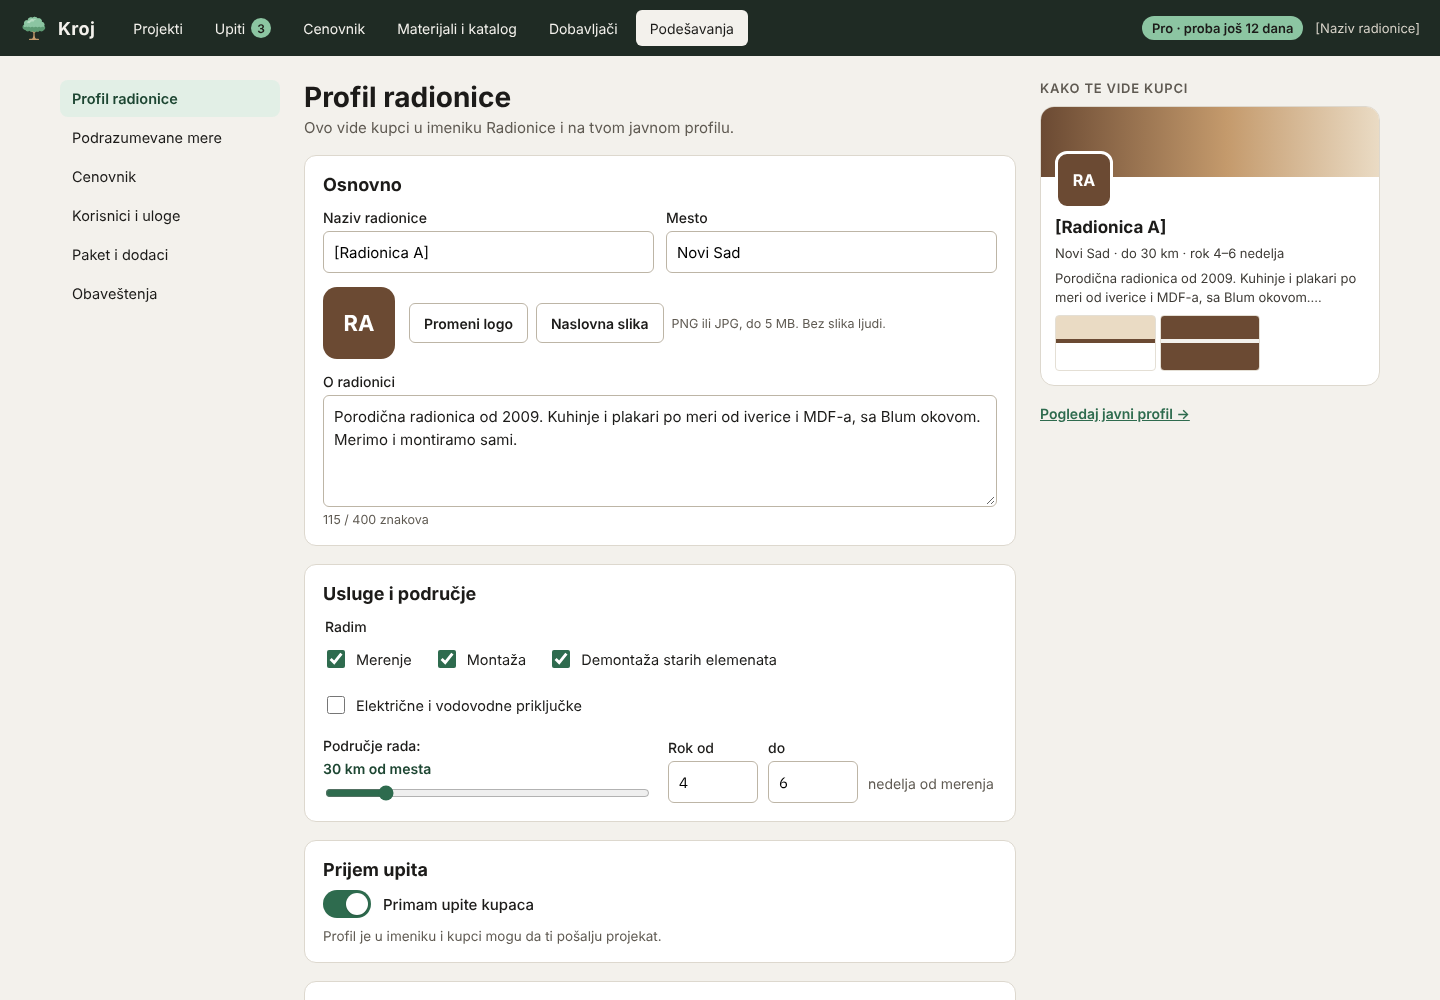 Kroj
Projekti
Upiti 3
Cenovnik
Materijali i katalog
Dobavljači
Podešavanja
Pro · proba još 12 dana
[Naziv radionice]
Profil radionice
Podrazumevane mere
Cenovnik
Korisnici i uloge
Paket i dodaci
Obaveštenja
Profil radionice
Ovo vide kupci u imeniku Radionice i na tvom javnom profilu.
Osnovno
Naziv radionice
[Radionica A]
Mesto
Novi Sad
RA
Promeni logo
Naslovna slika
PNG ili JPG, do 5 MB. Bez slika ljudi.
O radionici
Porodična radionica od 2009. Kuhinje i plakari po meri od iverice i MDF-a, sa Blum okovom.
Merimo i montiramo sami.
115 / 400 znakova
Usluge i područje
Radim
Merenje
Montaža
Demontaža starih elemenata
Električne i vodovodne priključke
Područje rada:
30 km od mesta
Rok od
4
do
6
nedelja od merenja
Prijem upita
Primam upite kupaca
Profil je u imeniku i kupci mogu da ti pošalju projekat.
KAKO TE VIDE KUPCI
RA
[Radionica A]
Novi Sad · do 30 km · rok 4–6 nedelja
Porodična radionica od 2009. Kuhinje i plakari po
meri od iverice i MDF-a, sa Blum okovom....
Pogledaj javni profil →